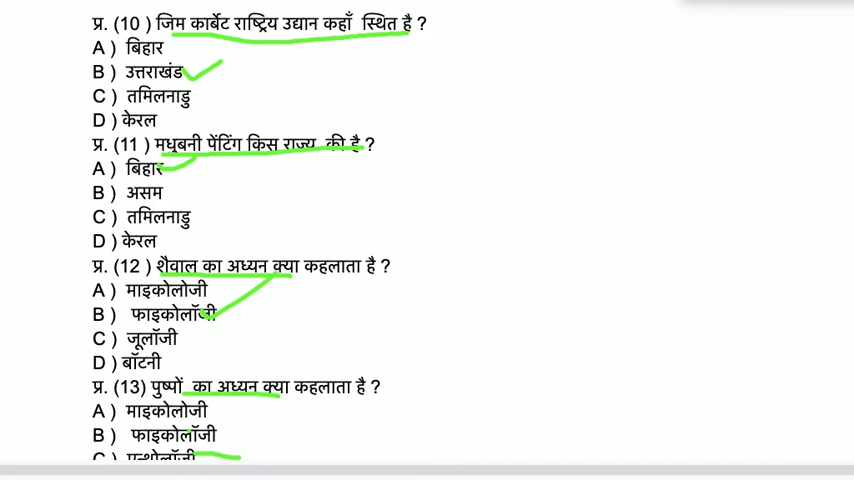 प्र. (10 ) जिम कार्बेट राष्ट्रिय उद्यान कहाँ स्थित है ?
A ) बिहार
B ) उत्तराखंड
C ) तमिलनाडु
D ) केरल
प्र. (11 ) मधुबनी पेंटिंग किस राज्य की है ?
A ) बिहार
B ) असम
C ) तमिलनाडु
D ) केरल
प्र. (12 ) शैवाल का अध्यन क्या कहलाता है ?
A ) माइकोलोजी
B ) फाइकोलॉजी
C ) जूलॉजी
D ) बॉटनी
प्र. (13) पुष्पों का अध्यन क्या कहलाता है ?
A ) माइकोलोजी
B ) फाइकोलॉजी
C ) एन्थोलॉजी